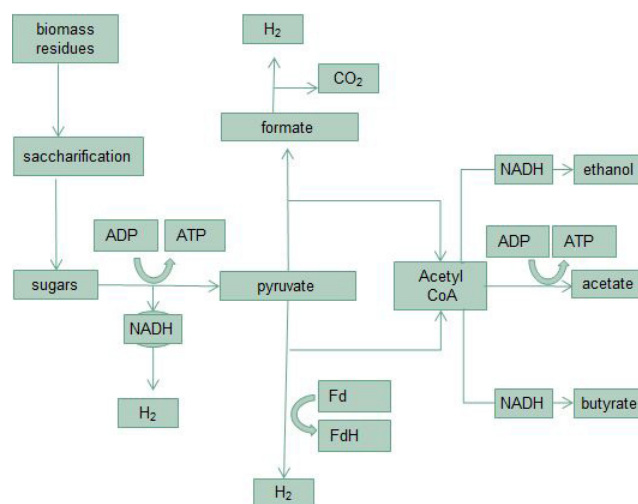 biomass
residues
H₂
CO₂
formate
saccharification
NADH
ethanol
ADP
ATP
ADP
ATP
sugars
pyruvate
Acetyl
CoA
acetate
NADH
Fd
H₂
NADH
butyrate
FdH
H₂